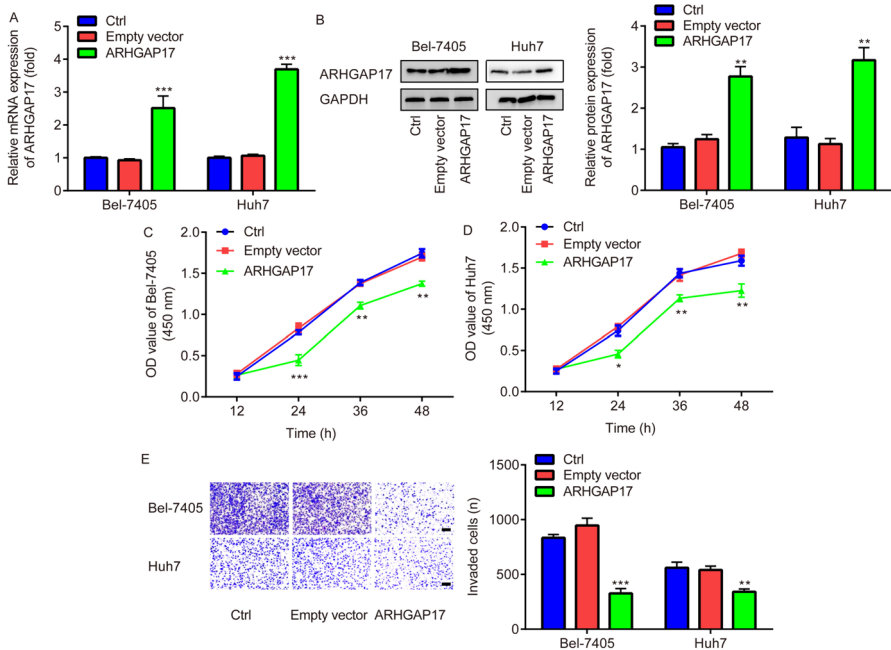 A
Ctrl
Empty vector
ARHGAP17
Relative mRNA expression
of ARHGAP17 (fold)
6
5
4
3
2
1
0
***
***
Bel-7405
Huh7
B
Bel-7405
Huh7
ARHGAP17
GAPDH
Ctrl
Empty vector
ARHGAP17
Ctrl
Empty vector
ARHGAP17
Ctrl
Empty vector
ARHGAP17
Relative protein expression
of ARHGAP17 (fold)
4
3
2
1
0
**
**
Bel-7405
Huh7
C
Ctrl
Empty vector
ARHGAP17
OD value of Bel-7405
(450 nm)
2.0
1.5
1.0
0.5
0.0
***
**
**
12
24
36
48
Time (h)
D
Ctrl
Empty vector
ARHGAP17
OD value of Huh7
(450 nm)
2.0
1.5
1.0
0.5
0.0
*
**
**
12
24
36
48
Time (h)
E
Bel-7405
Huh7
Ctrl
Empty vector
ARHGAP17
Ctrl
Empty vector
ARHGAP17
Invaded cells (n)
1500
1000
500
0
***
**
Bel-7405
Huh7